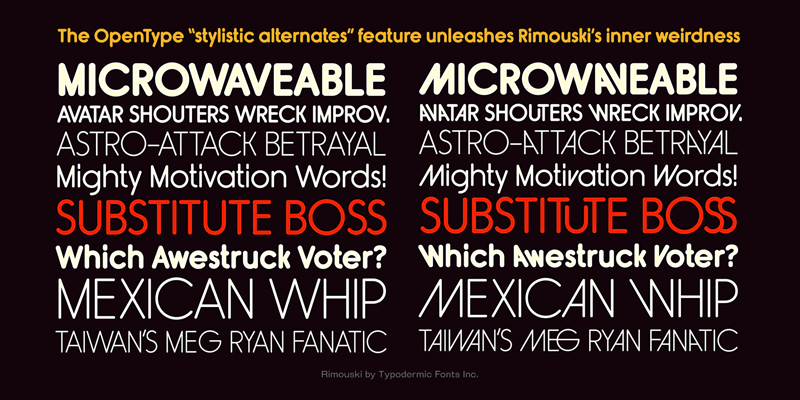 The OpenType “stylistic alternates” feature unleashes Rimouski’s inner weirdness
MICROWAVEABLE
AVATAR SHOUTERS WRECK IMPROV.
ASTRO-ATTACK BETRAYAL
Mighty Motivation Words!
SUBSTITUTE BOSS
Which Awestruck Voter?
MEXICAN WHIP
TAIWAN’S MEG RYAN FANATIC
MICROWAVEABLE
AVATAR SHOUTERS WRECK IMPROV.
ASTRO-ATTACK BETRAYAL
Mighty Motivation Words!
SUBSTITUTE BOSS
Which Awestruck Voter?
MEXICAN WHIP
TAIWAN’S MEG RYAN FANATIC
Rimouski by Typodermic Fonts Inc.